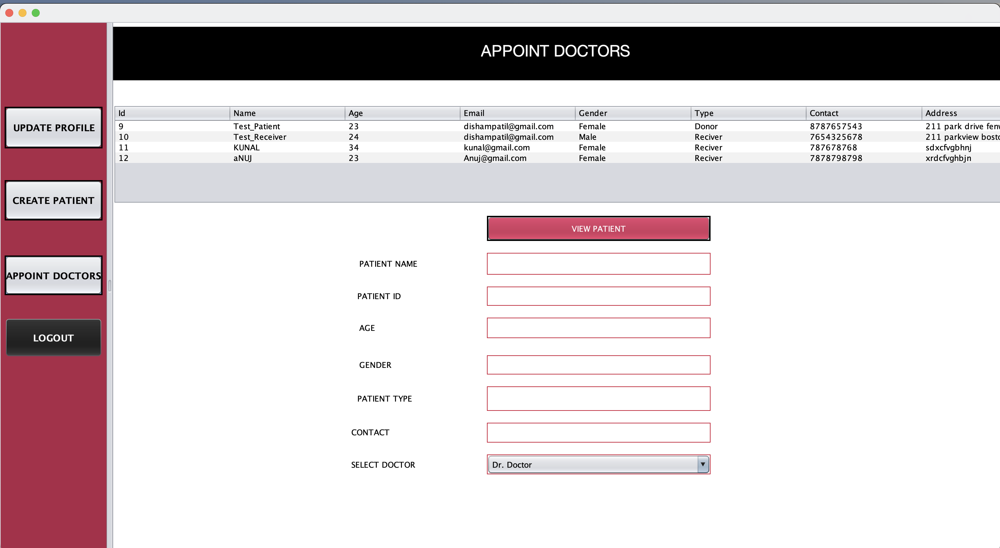 APPOINT DOCTORS
Id Name Age Email Gender Type Contact Address
9 Test_Patient 23 dishampatil@gmail.com Female Donor 8787657543 211 park drive
10 Test_Receiver 24 dishampatil@gmail.com Male Reciver 7654325678 211 parkview
11 KUNAL 34 kunal@gmail.com Female Reciver 787678768 sdxcfvgbhnj
12 aNUJ 23 Anuj@gmail.com Female Reciver 7878798798 xrdcfvghbjn
UPDATE PROFILE
CREATE PATIENT
APPOINT DOCTORS
LOGOUT
VIEW PATIENT
PATIENT NAME
PATIENT ID
AGE
GENDER
PATIENT TYPE
CONTACT
SELECT DOCTOR Dr. Doctor